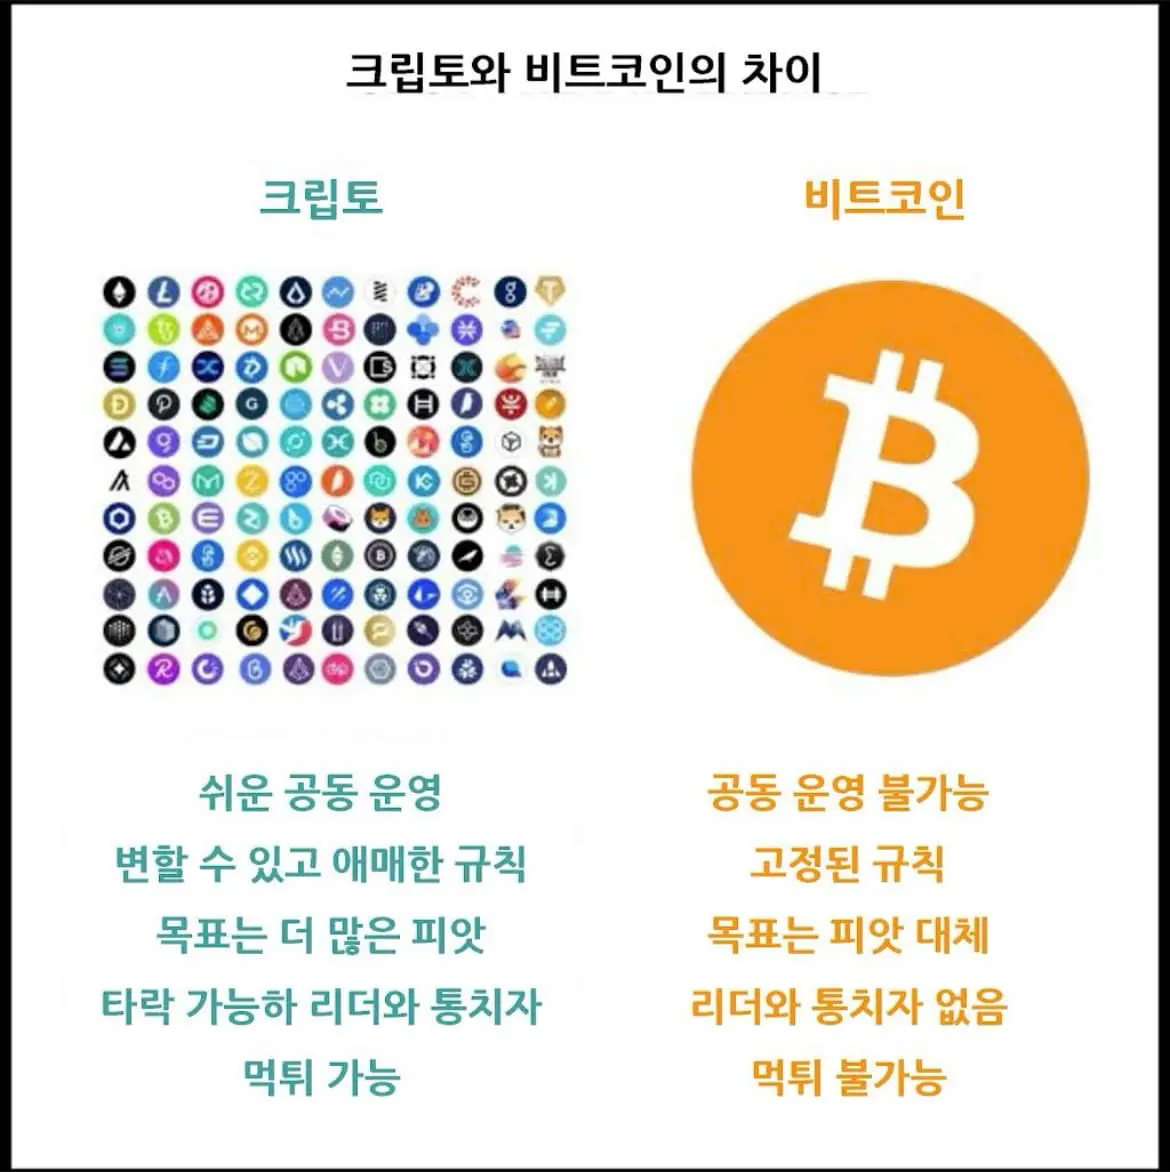 크립토와 비트코인의 차이
크립토
비트코인
쉬운 공동 운영
변할 수 있고 애매한 규칙
목표는 더 많은 피앗
타락 가능하 리더와 통치자
먹튀 가능
공동 운영 불가능
고정된 규칙
목표는 피앗 대체
리더와 통치자 없음
먹튀 불가능